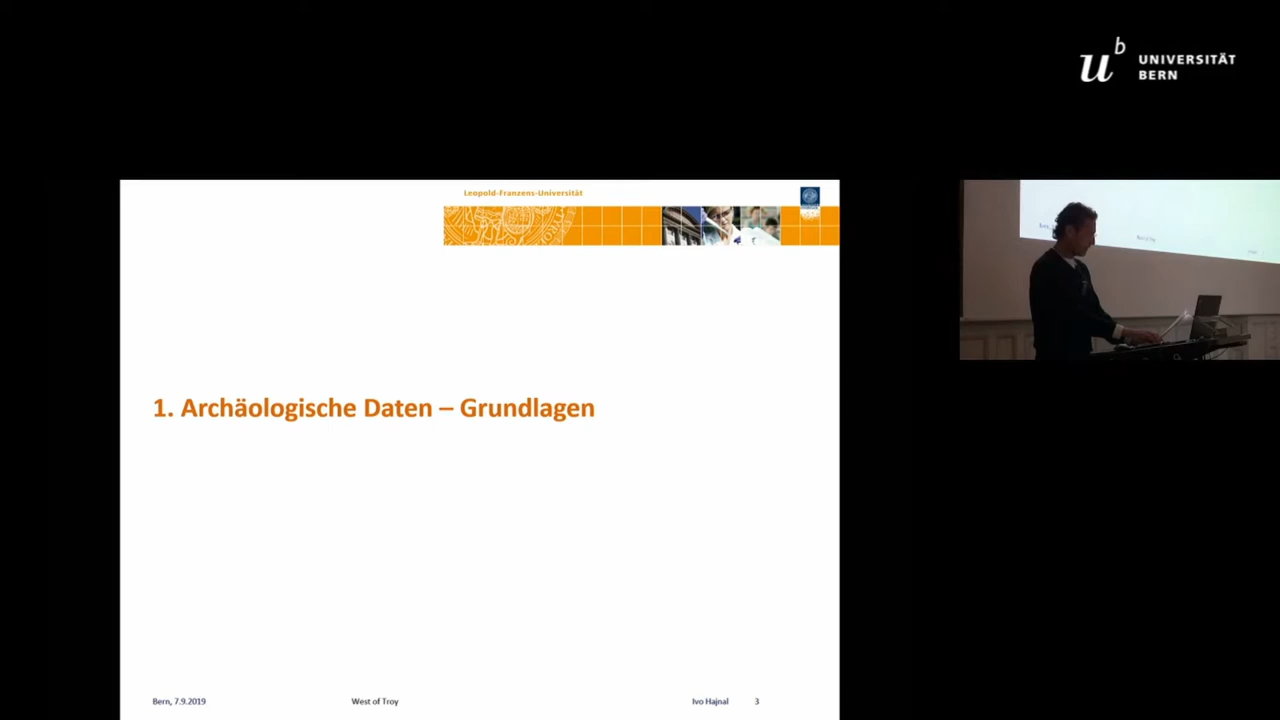 u b
UNIVERSITÄT
BERN
Leopold-Franzens-Universität
1. Archäologische Daten – Grundlagen
Bern, 7.9.2019 West of Troy Ivo Hajnal 3